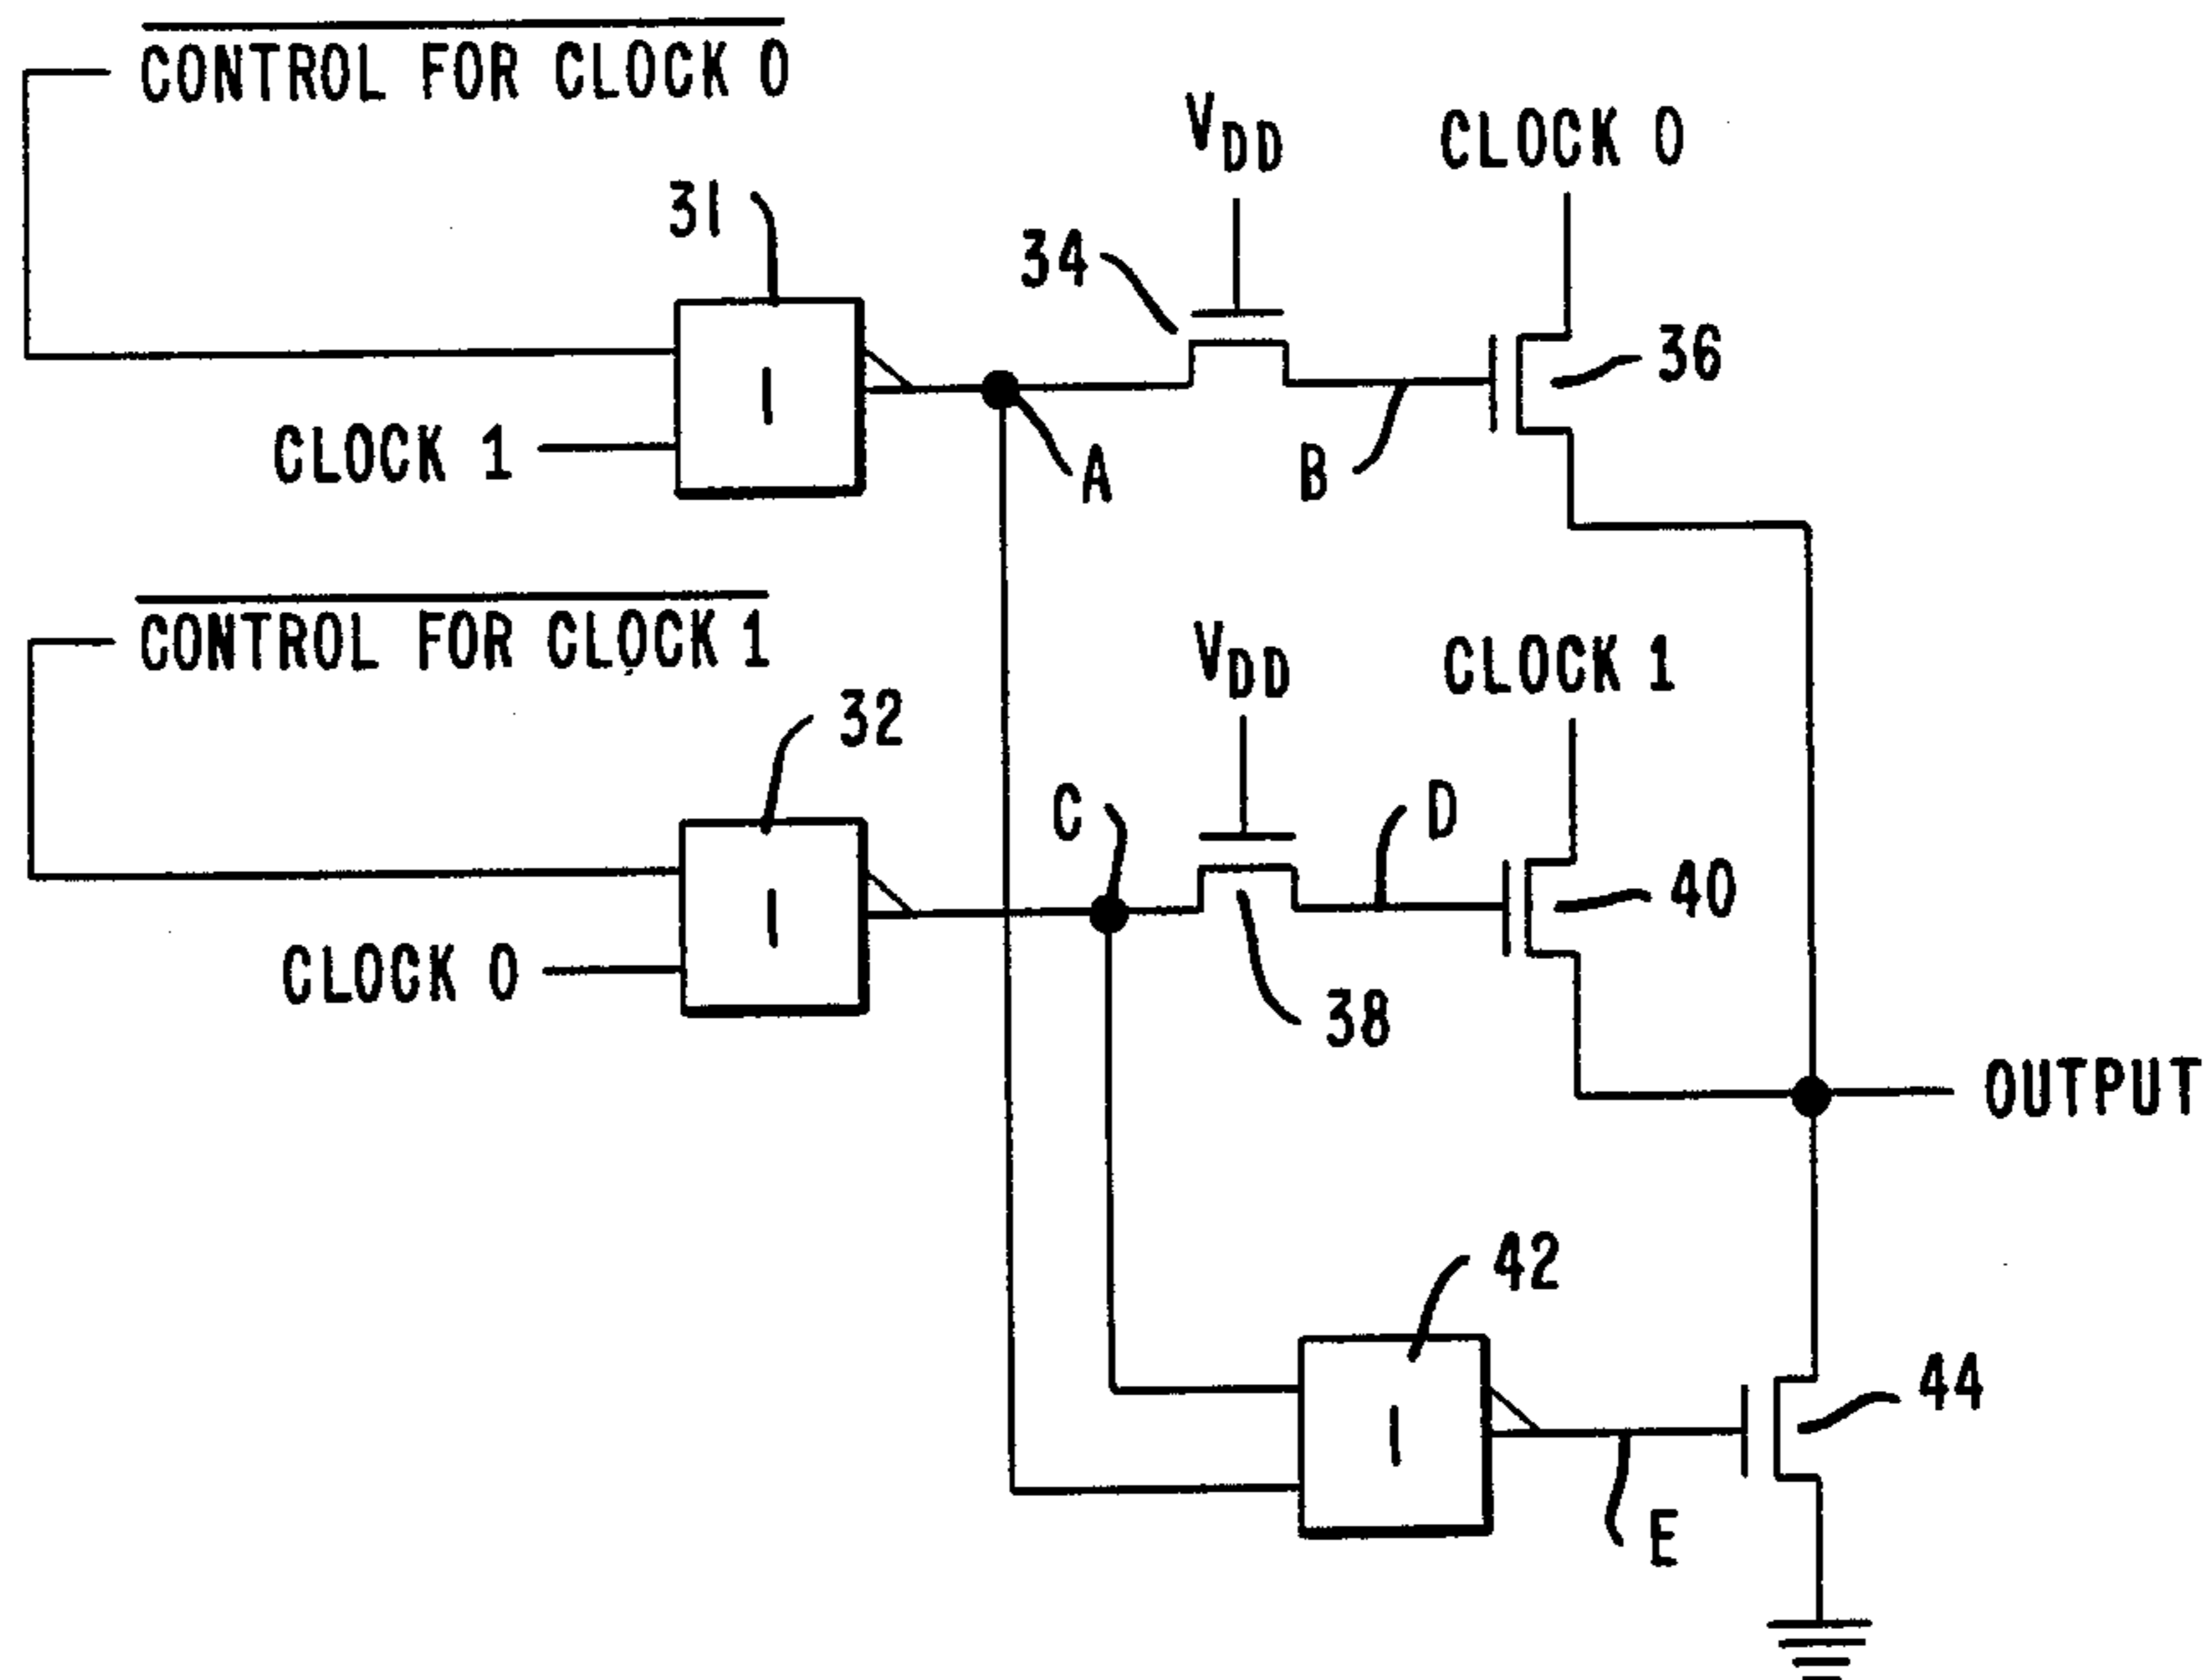 CONTROL FOR CLOCK 0
V_DD
CLOCK 0
31
34
36
CLOCK 1
I
A
B
CONTROL FOR CLOCK 1
V_DD
CLOCK 1
32
C
D
40
I
CLOCK 0
38
OUTPUT
42
44
I
E